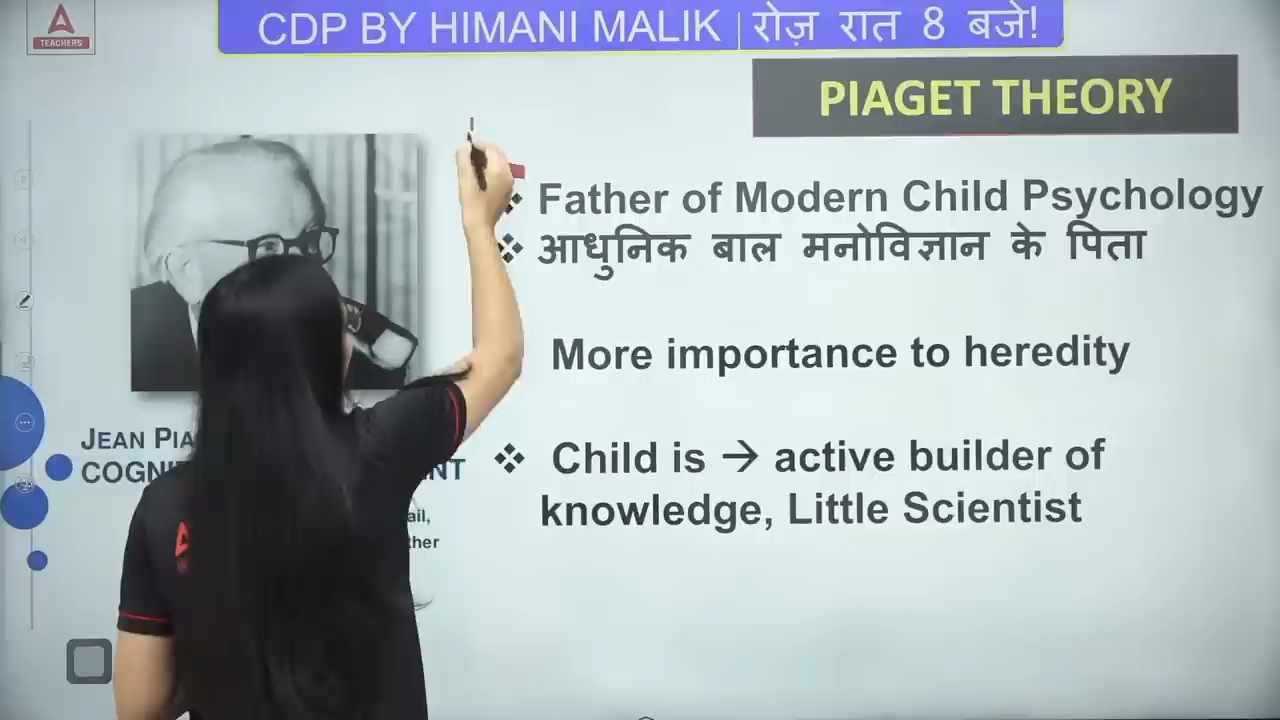 TEACHERS
CDP BY HIMANI MALIK | रोज़ रात 8 बजे!
PIAGET THEORY
Father of Modern Child Psychology
आधुनिक बाल मनोविज्ञान के पिता
More importance to heredity
Child is → active builder of
knowledge, Little Scientist
JEAN